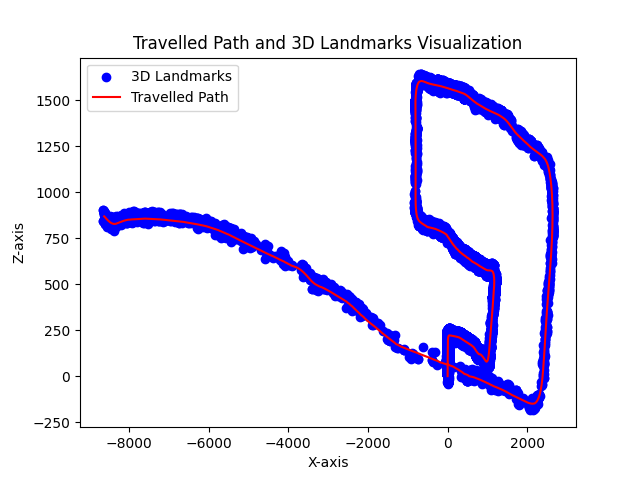 Travelled Path and 3D Landmarks Visualization
3D Landmarks
Travelled Path
1500
1250
1000
750
500
250
0
−250
Z-axis
−8000 −6000 −4000 −2000 0 2000
X-axis